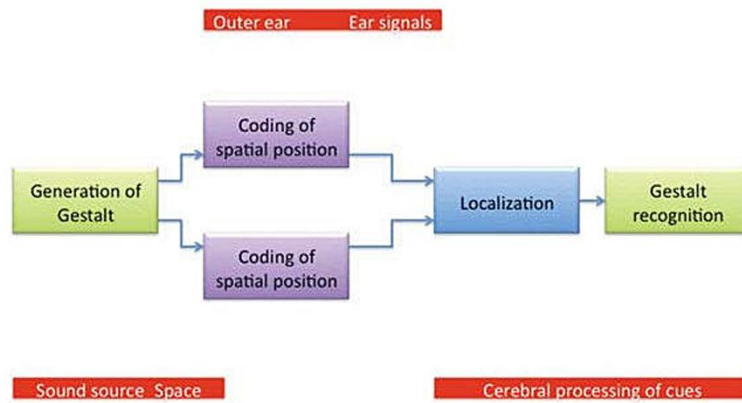 Outer ear Ear signals
Coding of
spatial position
Generation of
Gestalt
Localization
Gestalt
recognition
Coding of
spatial position
Sound source Space
Cerebral processing of cues